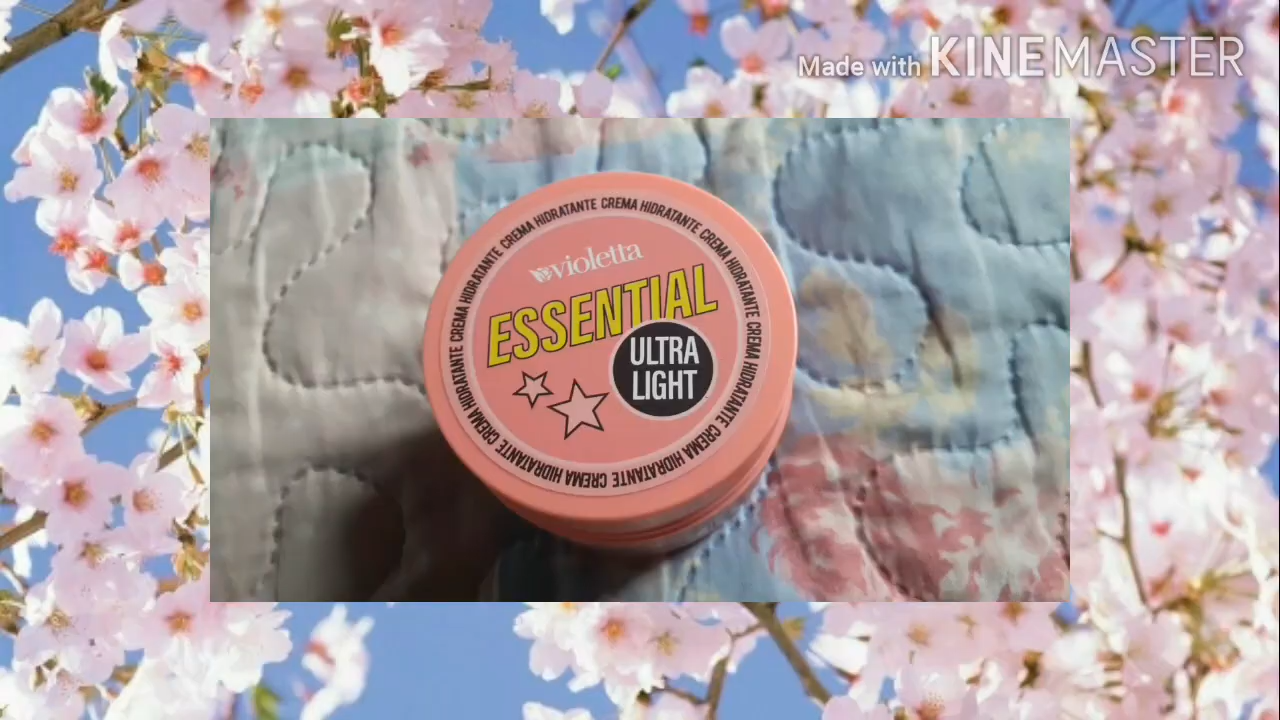 Made with KINEMASTER
CREMA HIDRATANTE CREMA HIDRATANTE CREMA HIDRATANTE CREMA HIDRATANTE CREMA HIDRATANTE CREMA HIDRATANTE CREMA HIDRATANTE
violetta
ESSENTIAL
ULTRA
LIGHT